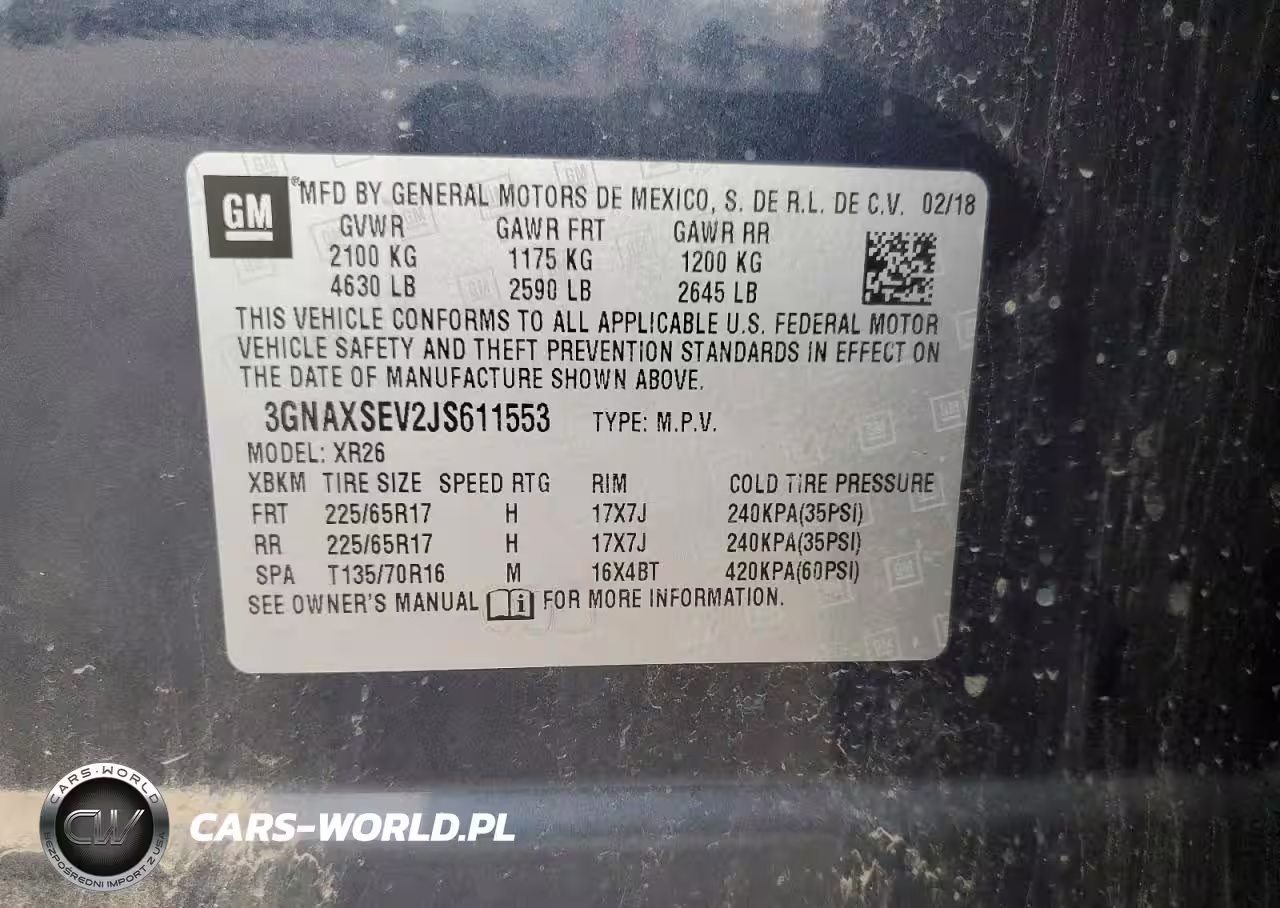 GM
® MFD BY GENERAL MOTORS DE MEXICO, S. DE R.L. DE C.V. 02/18
GVWR GAWR FRT GAWR RR
2100 KG 1175 KG 1200 KG
4630 LB 2590 LB 2645 LB
THIS VEHICLE CONFORMS TO ALL APPLICABLE U.S. FEDERAL MOTOR
VEHICLE SAFETY AND THEFT PREVENTION STANDARDS IN EFFECT ON
THE DATE OF MANUFACTURE SHOWN ABOVE.
3GNAXSEV2JS611553 TYPE: M.P.V.
MODEL: XR26
XBKM TIRE SIZE SPEED RTG RIM COLD TIRE PRESSURE
FRT 225/65R17 H 17X7J 240KPA(35PSI)
RR 225/65R17 H 17X7J 240KPA(35PSI)
SPA T135/70R16 M 16X4BT 420KPA(60PSI)
SEE OWNER'S MANUAL i FOR MORE INFORMATION.
CARS-WORLD
CW
BEZPOŚREDNI IMPORT Z USA
CARS-WORLD.PL